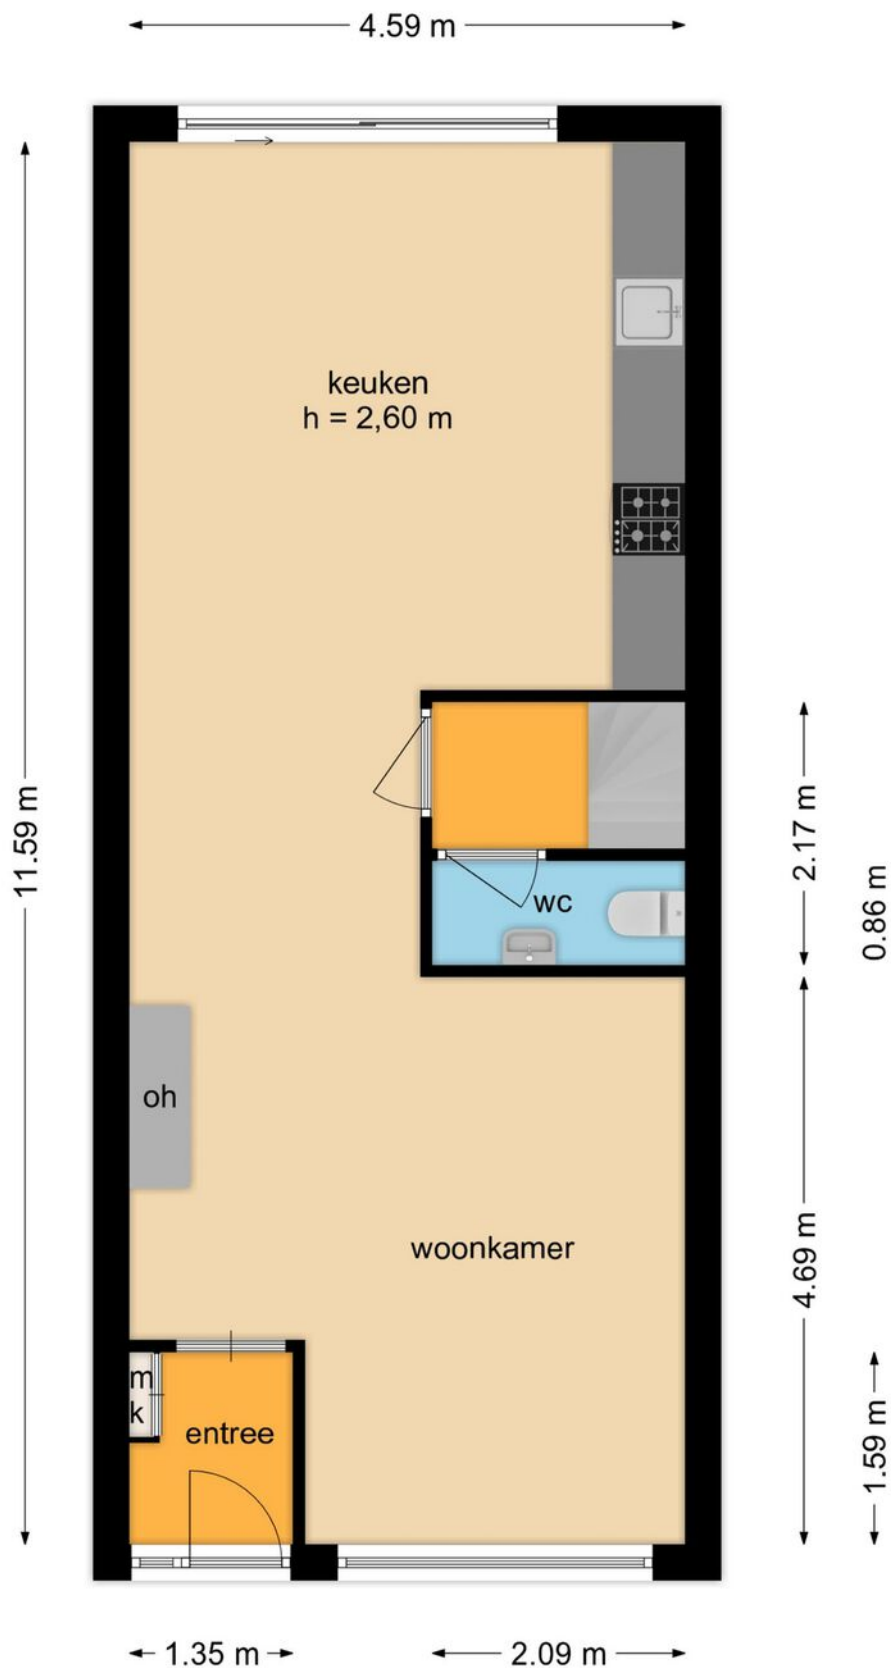 4.59 m
keuken
h = 2,60 m
11.59 m
2.17 m
0.86 m
wc
oh
4.69 m
woonkamer
m
k
entree
1.59 m
1.35 m
2.09 m